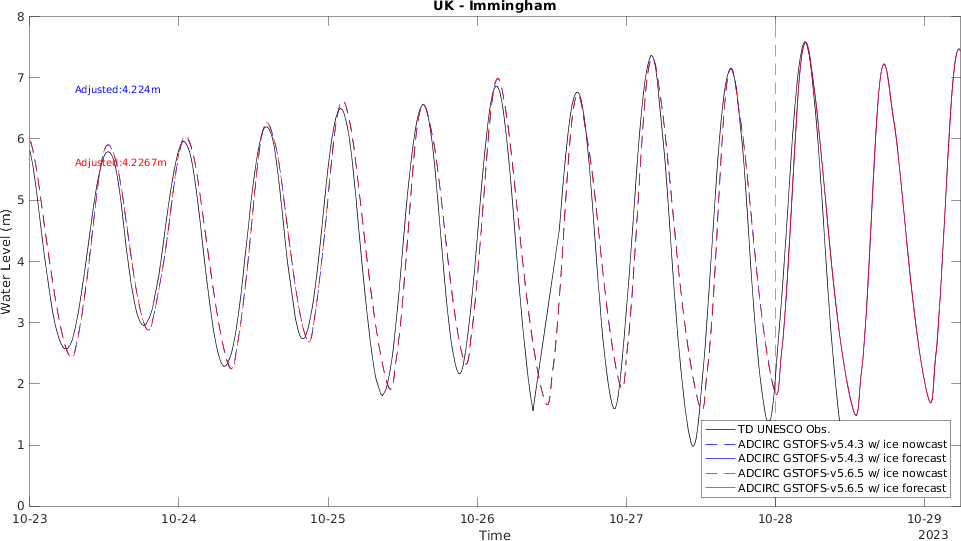 UK - Immingham
8
7
6
5
4
3
2
1
0
Water Level (m)
Adjusted:4.224m
Adjusted:4.2267m
TD UNESCO Obs.
ADCIRC GSTOFS-v5.4.3 w/ ice nowcast
ADCIRC GSTOFS-v5.4.3 w/ ice forecast
ADCIRC GSTOFS-v5.6.5 w/ ice nowcast
ADCIRC GSTOFS-v5.6.5 w/ ice forecast
10-23 10-24 10-25 10-26 10-27 10-28 10-29
Time
2023